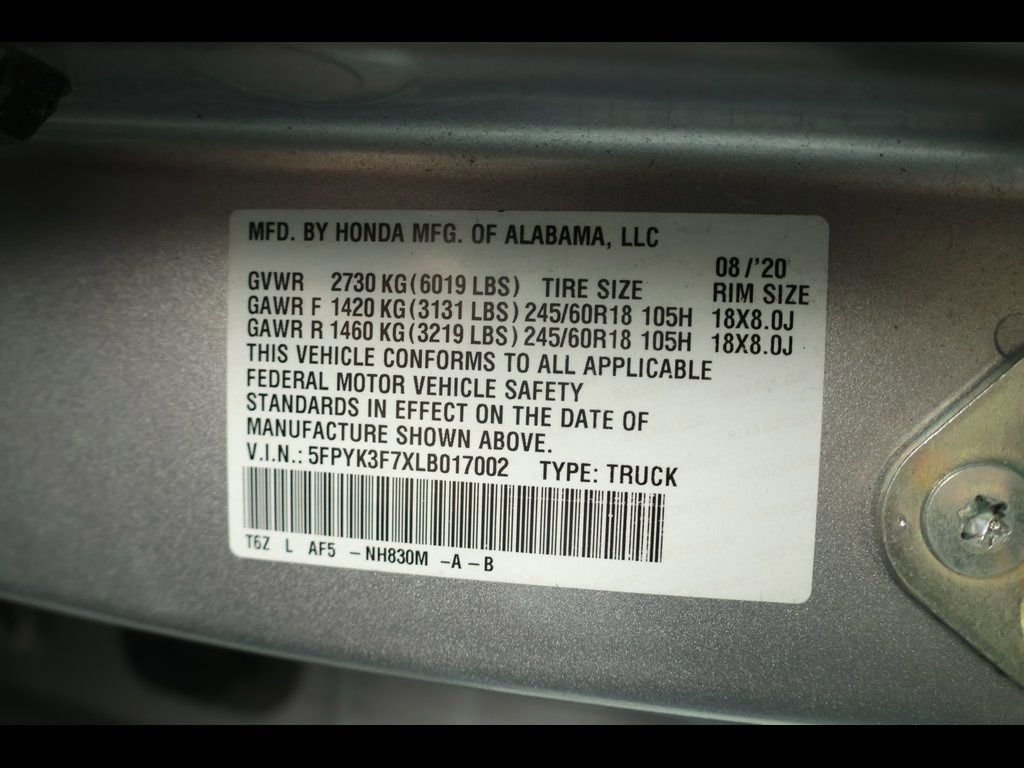 MFD. BY HONDA MFG. OF ALABAMA, LLC
08/'20
GVWR 2730 KG(6019 LBS) TIRE SIZE RIM SIZE
GAWR F 1420 KG(3131 LBS) 245/60R18 105H 18X8.0J
GAWR R 1460 KG(3219 LBS) 245/60R18 105H 18X8.0J
THIS VEHICLE CONFORMS TO ALL APPLICABLE
FEDERAL MOTOR VEHICLE SAFETY
STANDARDS IN EFFECT ON THE DATE OF
MANUFACTURE SHOWN ABOVE.
V.I.N.: 5FPYK3F7XLB017002 TYPE: TRUCK
T6Z L AF5 -NH830M -A-B